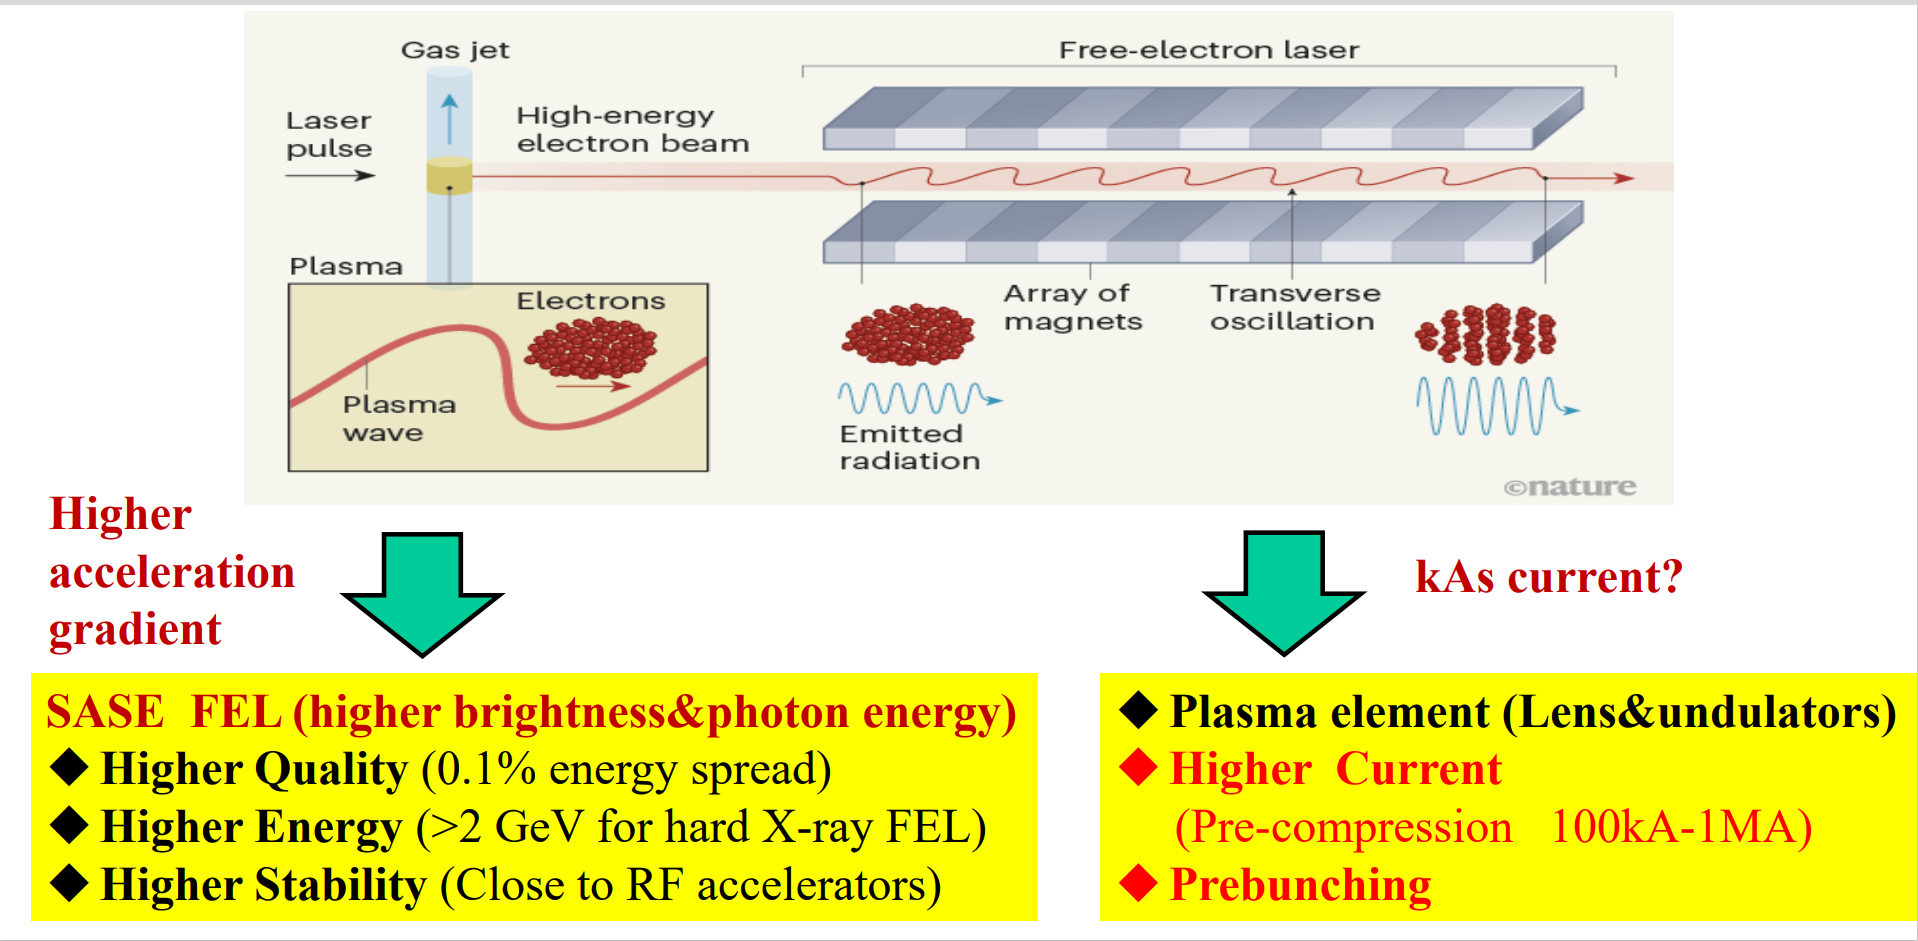 Gas jet
Free-electron laser
Laser
pulse
High-energy
electron beam
Plasma
Electrons
Plasma
wave
Array of
magnets
Transverse
oscillation
Emitted
radiation
©nature
Higher
acceleration
gradient
kAs current?
SASE FEL (higher brightness&photon energy)
◆ Higher Quality (0.1% energy spread)
◆ Higher Energy (>2 GeV for hard X-ray FEL)
◆ Higher Stability (Close to RF accelerators)
◆ Plasma element (Lens&undulators)
◆ Higher Current
(Pre-compression 100kA-1MA)
◆ Prebunching